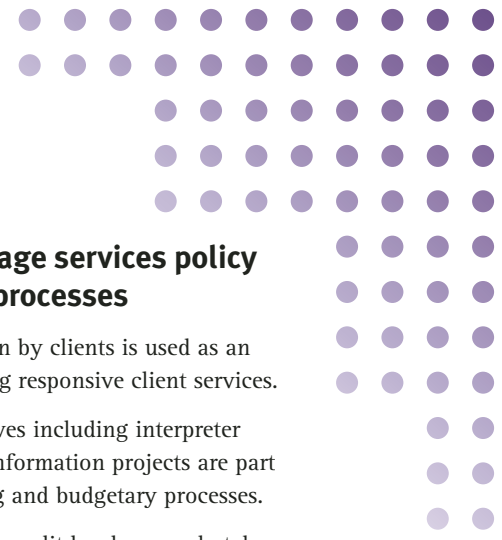 age services policy
processes
n by clients is used as an
g responsive client services.
ves including interpreter
nformation projects are part
g and budgetary processes.